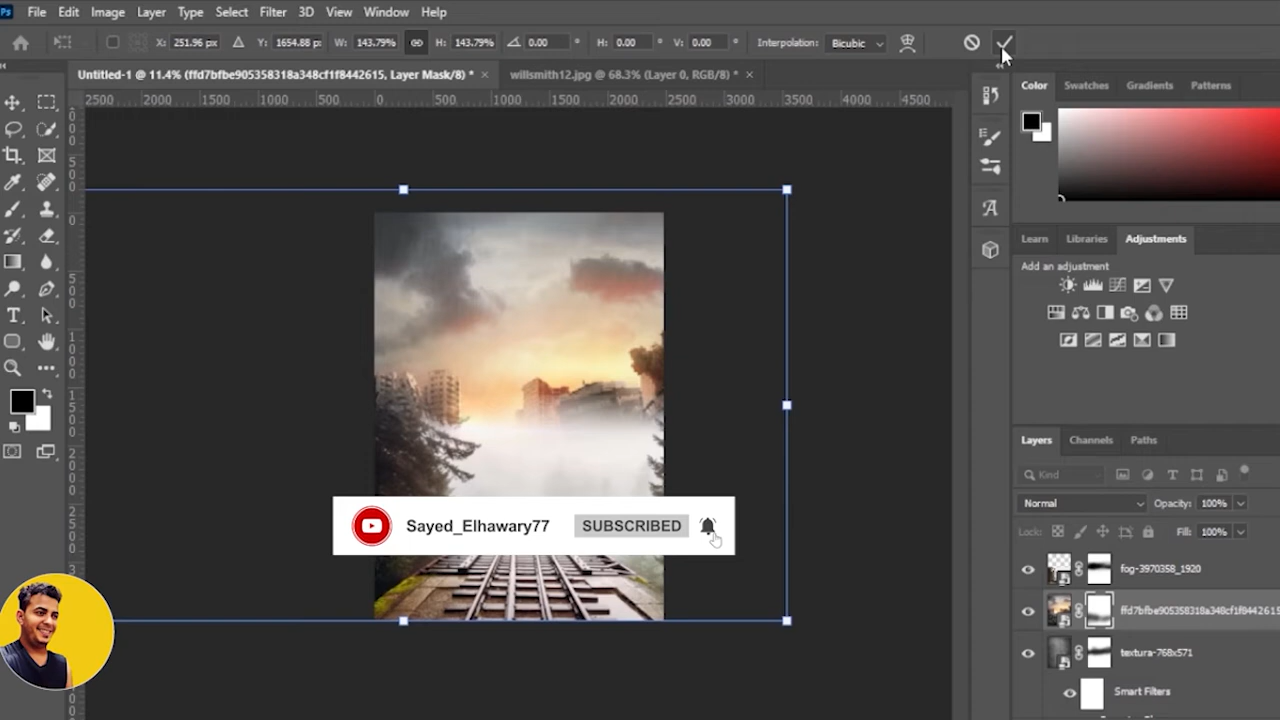 Ps File Edit Image Layer Type Select Filter 3D View Window Help
X: 251.96 px Y: 1654.88 p: W: 143.79% H: 143.79% 0.00 ° H: 0.00 ° V: 0.00 ° Interpolation: Bicubic
Untitled-1 @ 11.4% (ffd7bfbe905358318a348cf1f8442615, Layer Mask/8) * × willsmith12.jpg @ 68.3% (Layer 0, RGB/8) * ×
2500 2000 1500 1000 500 0 500 1000 1500 2000 2500 3000 3500 4000 4500
Color Swatches Gradients Patterns
Learn Libraries Adjustments
Add an adjustment
Layers Channels Paths
Kind
Normal Opacity: 100%
Lock: Fill: 100%
fog-3970358_1920
ffd7bfbe905358318a348cf1f8442615
textura-768x571
Smart Filters
Sayed_Elhawary77 SUBSCRIBED